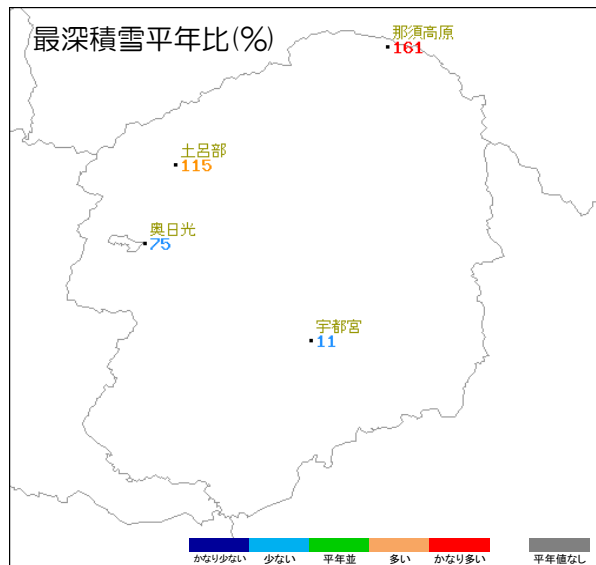 最深積雪平年比(%)
那須高原
161
土呂部
115
奥日光
75
宇都宮
11
かなり少ない 少ない 平年並 多い かなり多い 平年値なし